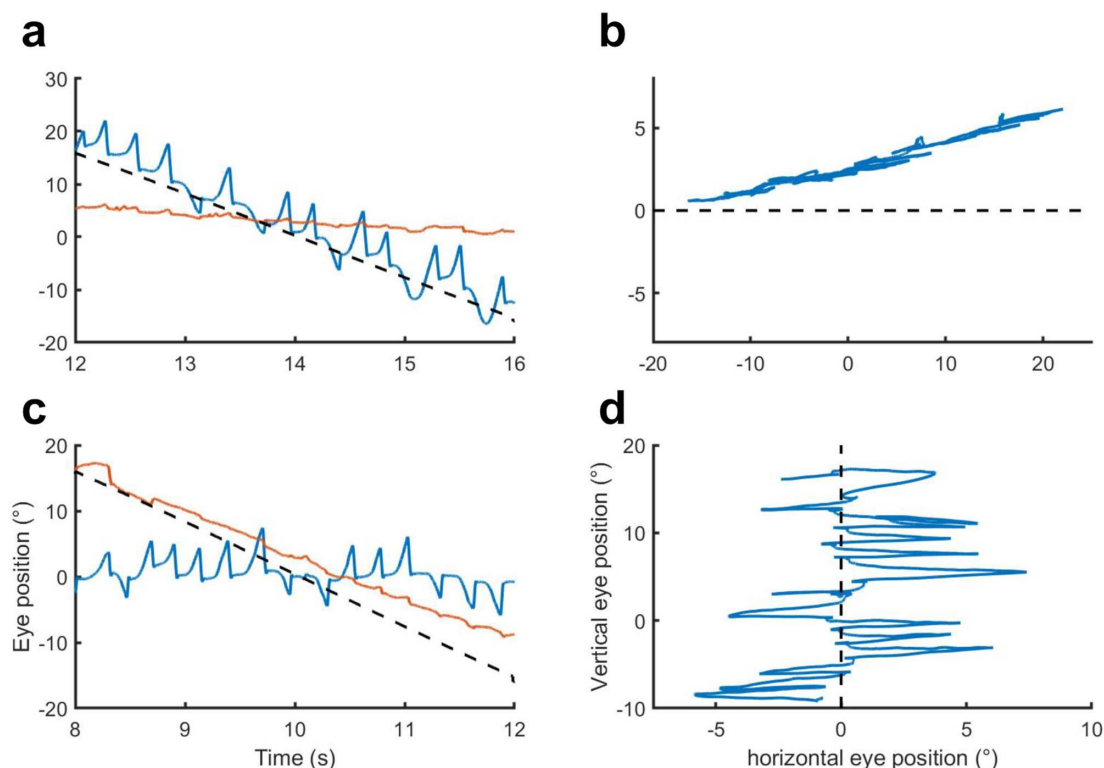 a
30
20
10
0
-10
-20
12 13 14 15 16
b
5
0
5
-20 -10 0 10 20
c
Eye position (°)
20
10
0
-10
-20
8 9 10 11 12
Time (s)
d
Vertical eye position (°)
20
10
0
-10
-5 0 5 10
horizontal eye position (°)